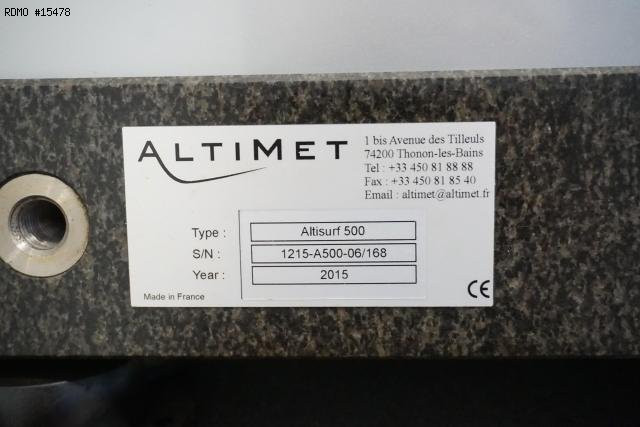 RDMO #15478
ALTIMET
1 bis Avenue des Tilleuls
74200 Thonon-les-Bains
Tel : +33 450 81 88 88
Fax : +33 450 81 85 40
Email : altimet@altimet.fr
Type : Altisurf 500
S/N : 1215-A500-06/168
Year : 2015
Made in France
CE